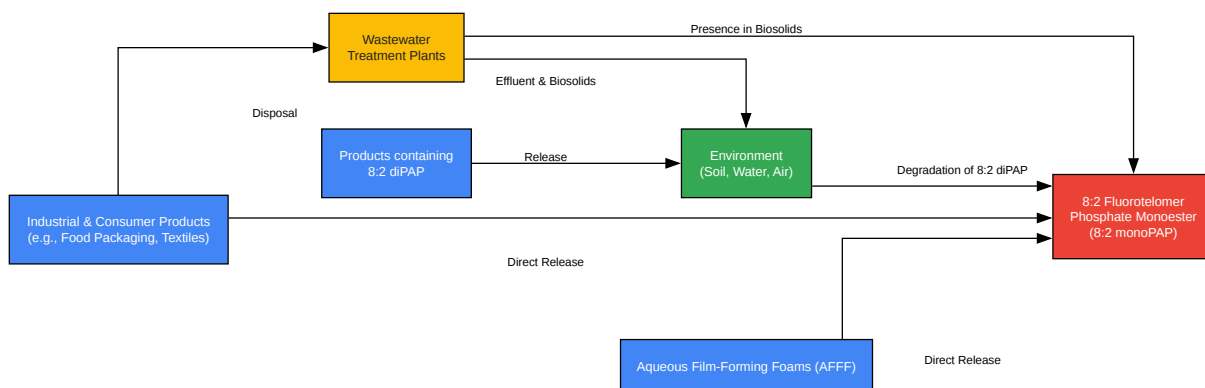 Presence in Biosolids
Wastewater
Treatment Plants
Effluent & Biosolids
Disposal
Products containing
8:2 diPAP
Release
Environment
(Soil, Water, Air)
Degradation of 8:2 diPAP
8:2 Fluorotelomer
Phosphate Monoester
(8:2 monoPAP)
Industrial & Consumer Products
(e.g., Food Packaging, Textiles)
Direct Release
Aqueous Film-Forming Foams (AFFF)
Direct Release